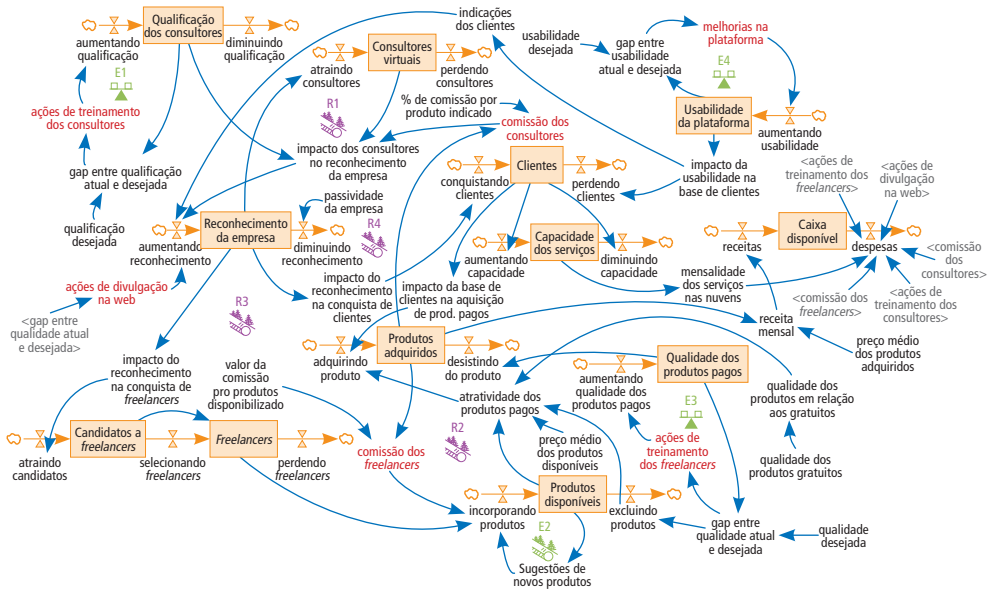 Qualificação
dos consultores
aumentando
qualificação
diminuindo
qualificação
E1
ações de treinamento
dos consultores
gap entre qualificação
atual e desejada
qualificação
desejada
Consultores
virtuais
atraindo
consultores
perdendo
consultores
R1
indicações
dos clientes
% de comissão por
produto indicado
comissão dos
consultores
impacto dos consultores
no reconhecimento
da empresa
usabilidade
desejada
gap entre
usabilidade
atual e desejada
melhorias na
plataforma
E4
Usabilidade
da plataforma
aumentando
usabilidade
impacto da
usabilidade na
base de clientes
Clientes
conquistando
clientes
perdendo
clientes
<ações de
treinamento dos
freelancers>
<ações de
divulgação
na web>
Caixa
disponível
receitas
despesas
<comissão
dos
consultores>
<comissão dos
freelancers>
<ações de
treinamento dos
consultores>
Reconhecimento
da empresa
aumentando
reconhecimento
passividade
da empresa
R4
diminuindo
reconhecimento
Capacidade
dos serviços
aumentando
capacidade
diminuindo
capacidade
mensalidade
dos serviços
nas nuvens
receita
mensal
preço médio
dos produtos
adquiridos
ações de divulgação
na web
<gap entre
qualidade atual
e desejada>
R3
impacto do
reconhecimento
na conquista de
clientes
impacto da base de
clientes na aquisição
de prod. pagos
Produtos
adquiridos
adquirindo
produto
desistindo
do produto
Qualidade dos
produtos pagos
aumentando
qualidade dos
produtos pagos
E3
qualidade dos
produtos em relação
aos gratuitos
qualidade dos
produtos gratuitos
impacto do
reconhecimento
na conquista de
freelancers
valor da
comissão
pro produtos
disponibilizado
atratividade dos
produtos pagos
R2
preço médio
dos produtos
disponíveis
ações de
treinamento
dos freelancers
Candidatos a
freelancers
Freelancers
atraindo
candidatos
selecionando
freelancers
perdendo
freelancers
comissão dos
freelancers
Produtos
disponíveis
incorporando
produtos
excluindo
produtos
E2
Sugestões de
novos produtos
gap entre
qualidade atual
e desejada
qualidade
desejada